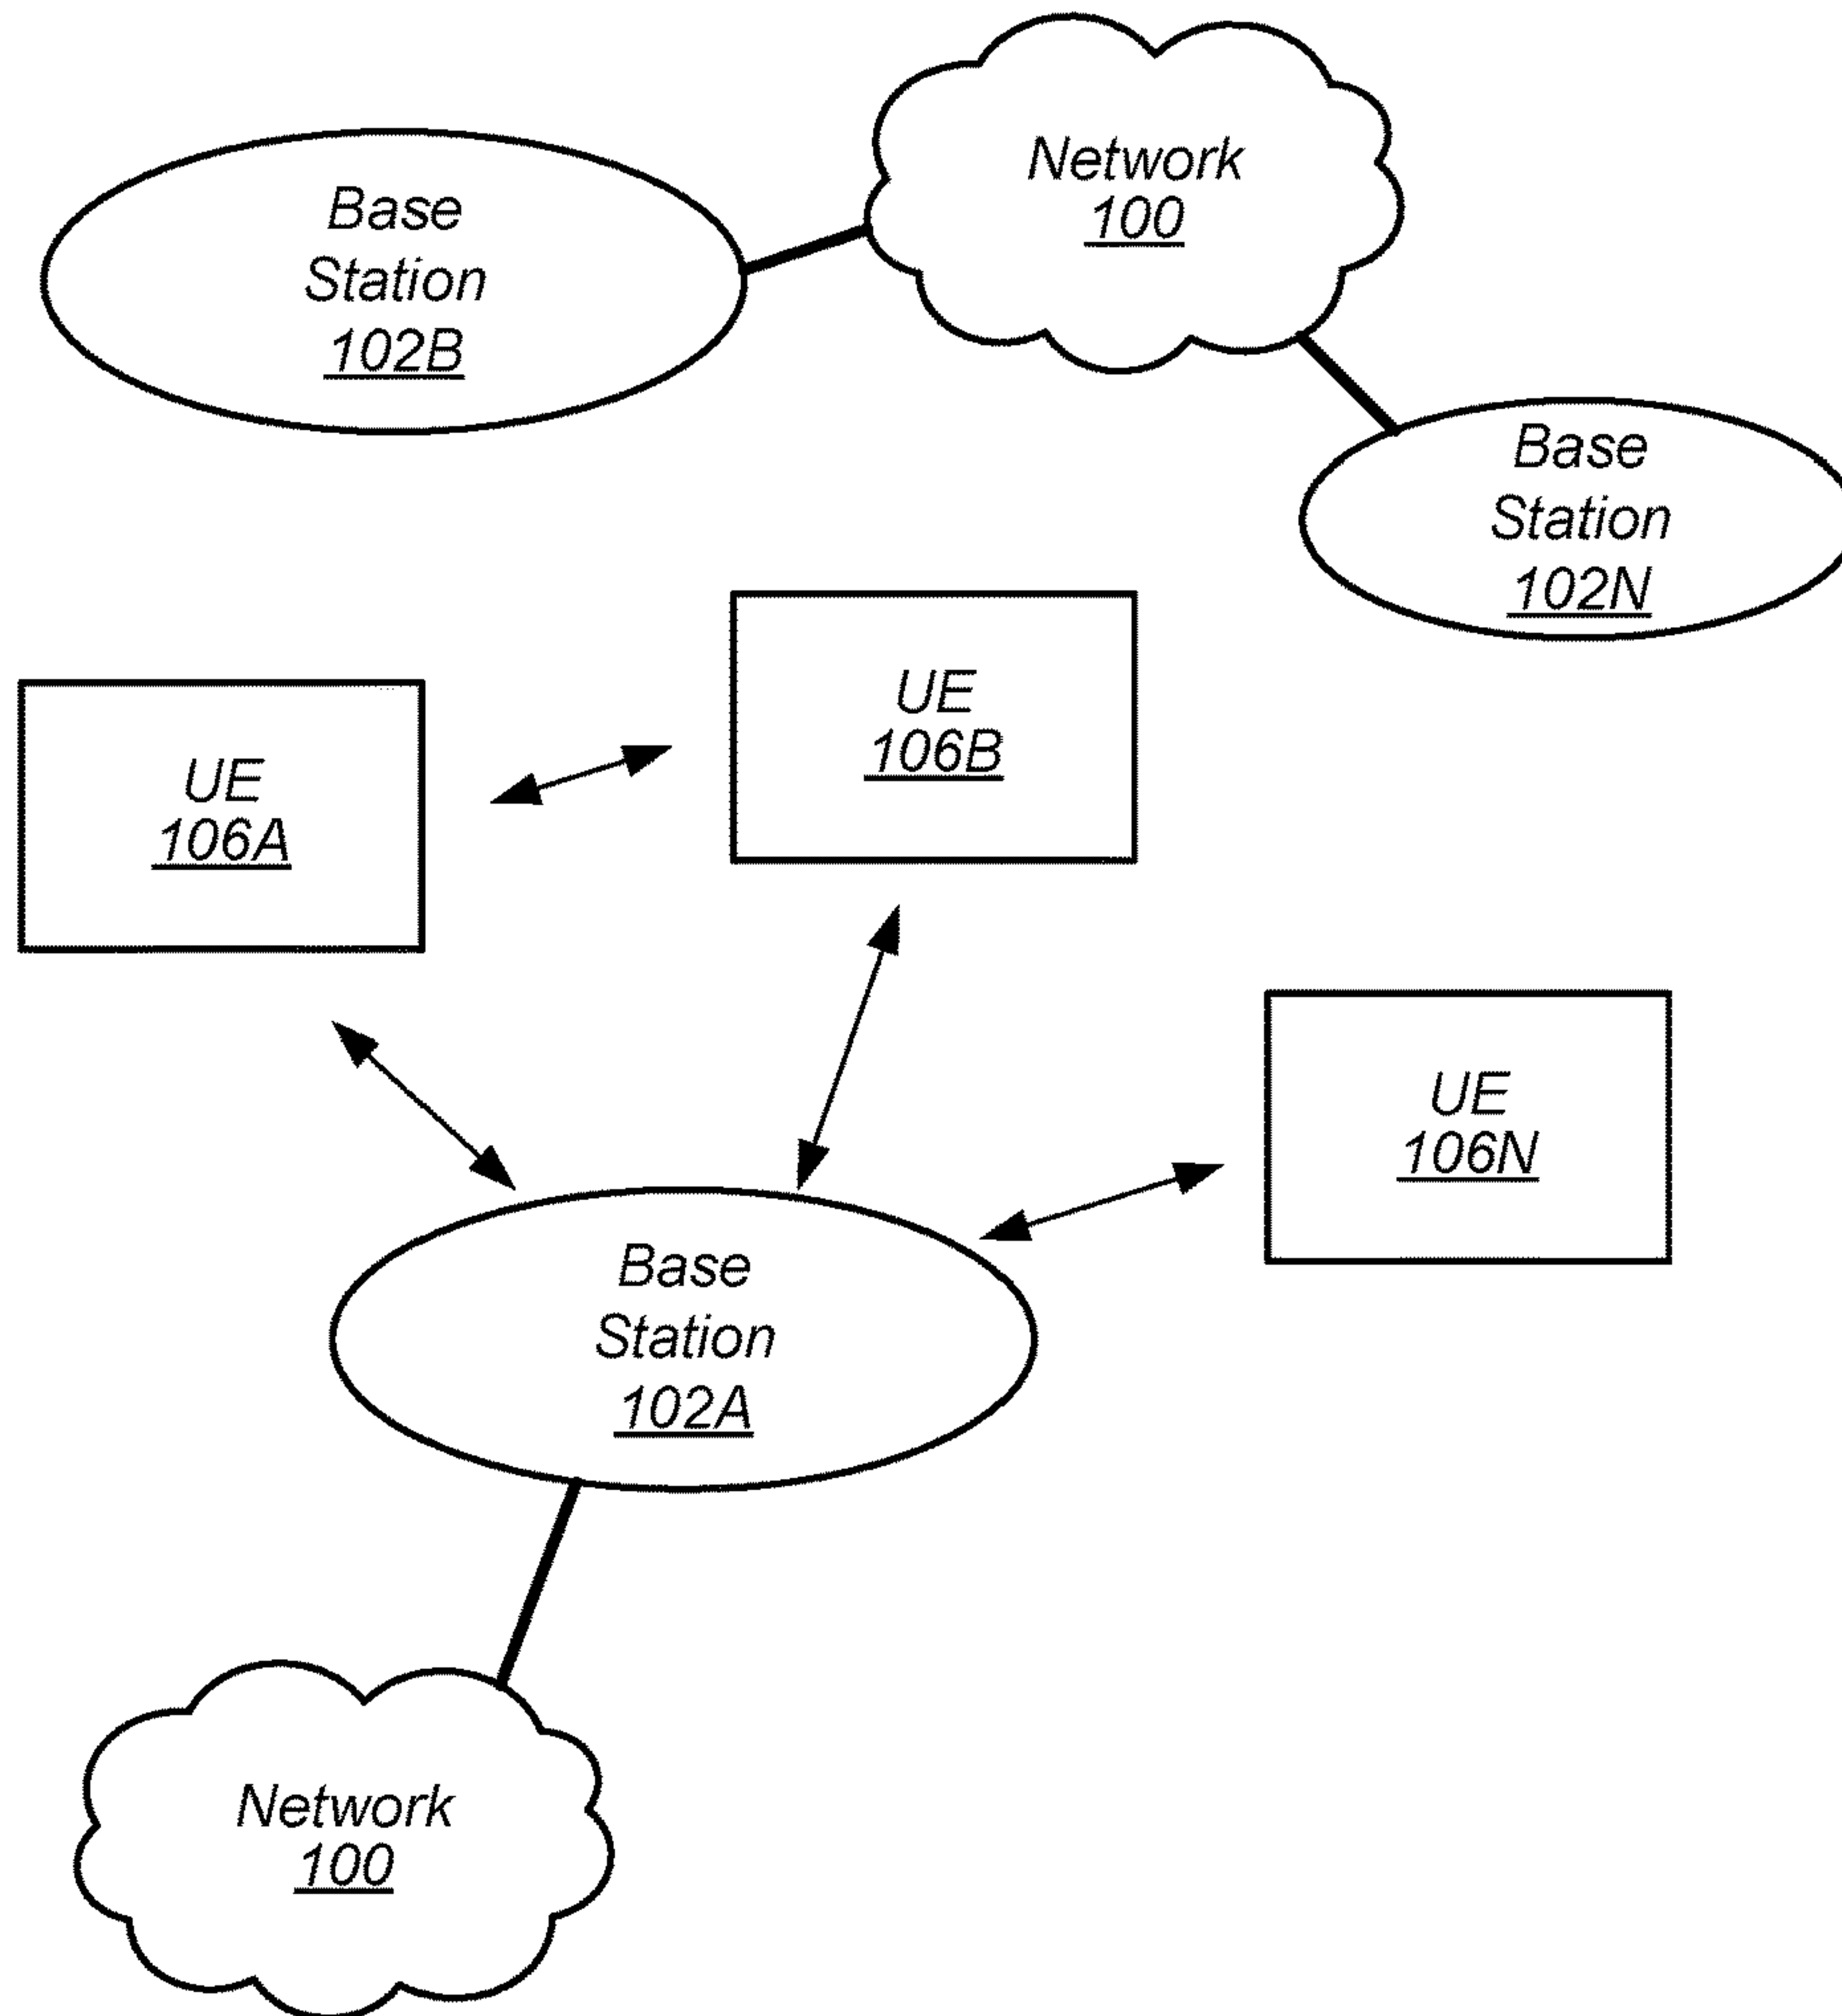 Network
100
Base
Station
102B
Base
Station
102N
UE
106B
UE
106A
UE
106N
Base
Station
102A
Network
100